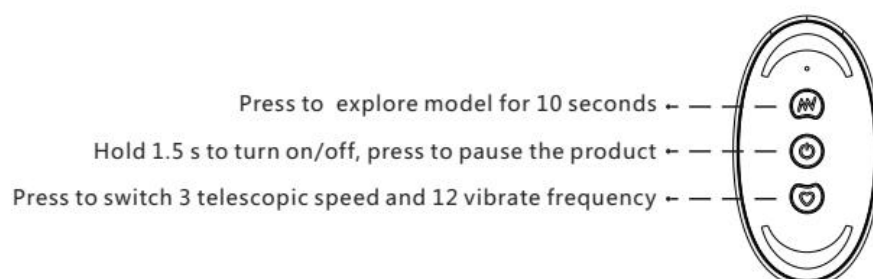 Press to explore model for 10 seconds
Hold 1.5 s to turn on/off, press to pause the product
Press to switch 3 telescopic speed and 12 vibrate frequency